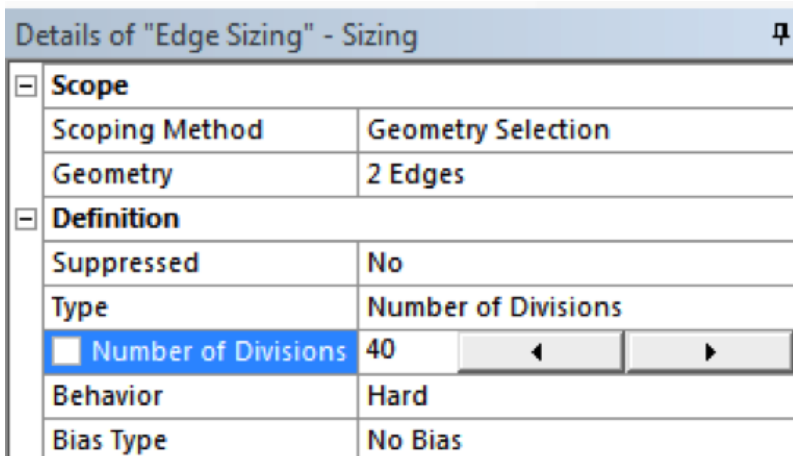 Details of "Edge Sizing" - Sizing
Scope
Scoping Method Geometry Selection
Geometry 2 Edges
Definition
Suppressed No
Type Number of Divisions
Number of Divisions 40
Behavior Hard
Bias Type No Bias